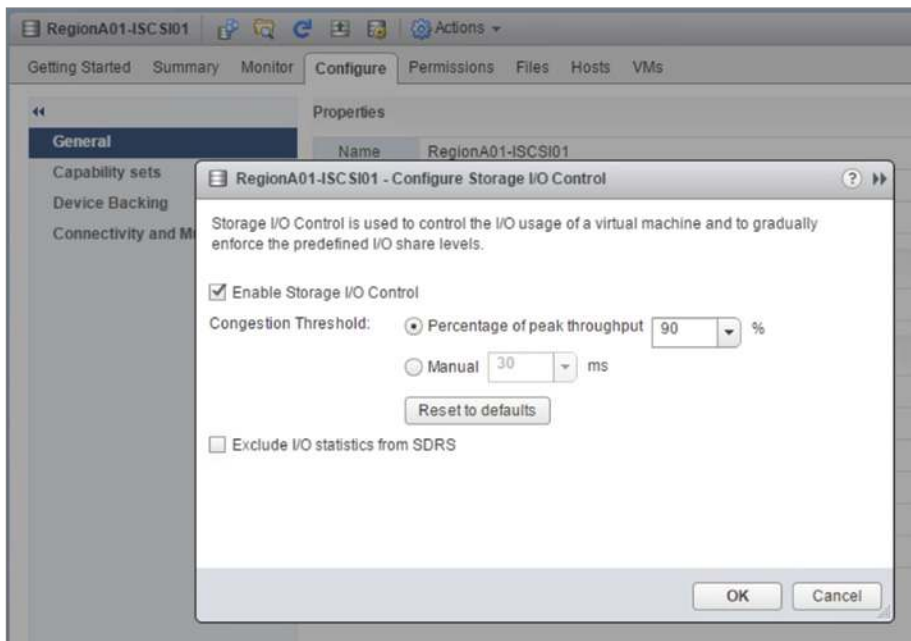 RegionA01-ISCSI01 Actions
Getting Started Summary Monitor Configure Permissions Files Hosts VMs
Properties
General
Name RegionA01-ISCSI01
Capability sets
Device Backing
Connectivity and
RegionA01-ISCSI01 - Configure Storage I/O Control ?
Storage I/O Control is used to control the I/O usage of a virtual machine and to gradually
enforce the predefined I/O share levels.
Enable Storage I/O Control
Congestion Threshold: Percentage of peak throughput 90 %
Manual 30 ms
Reset to defaults
Exclude I/O statistics from SDRS
OK Cancel